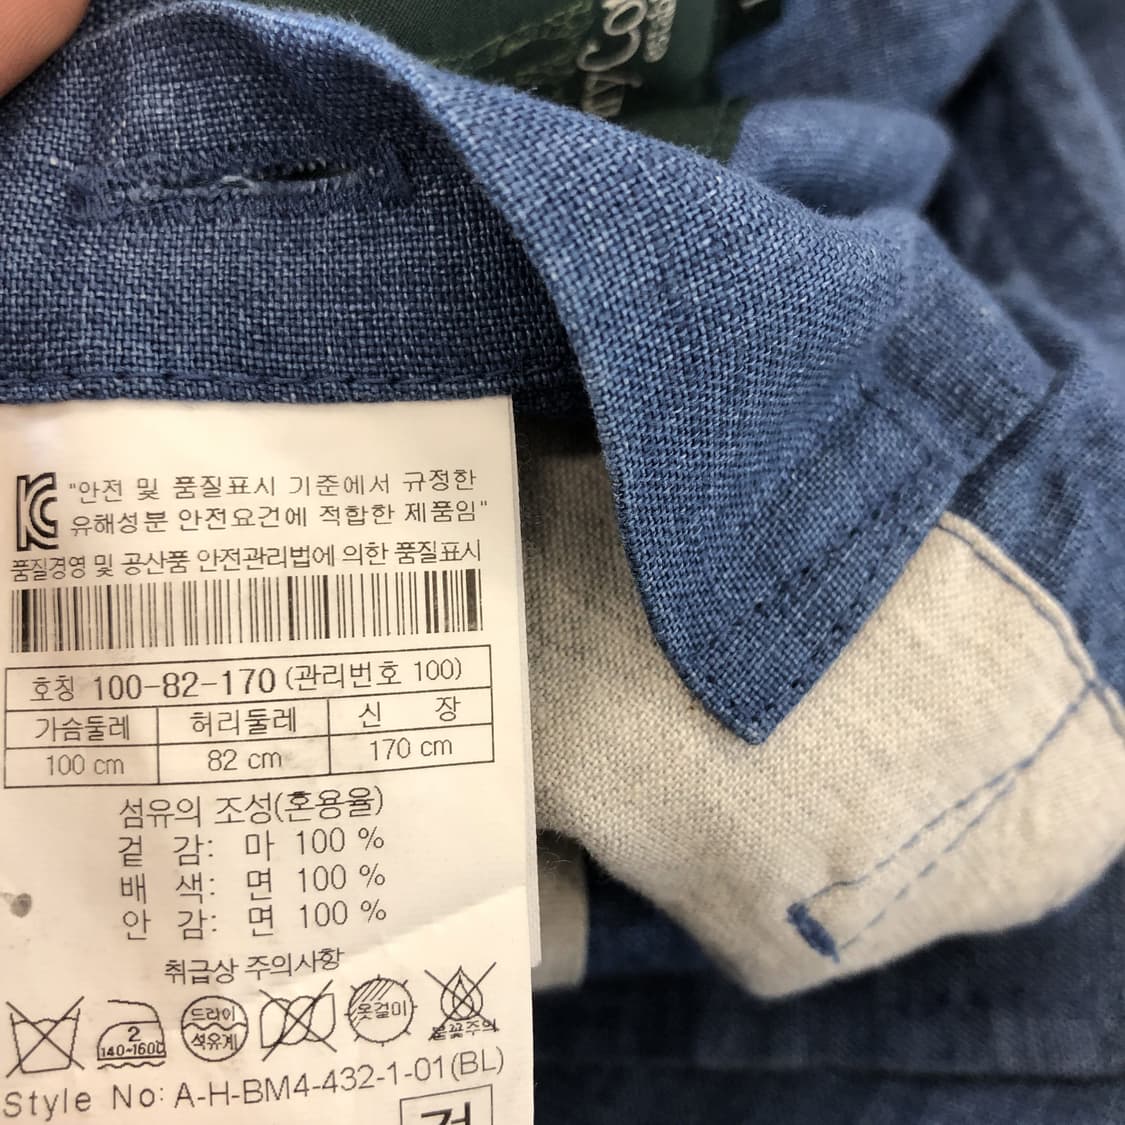 "안전 및 품질표시 기준에서 규정한
유해성분 안전요건에 적합한 제품임"
품질경영 및 공산품 안전관리법에 의한 품질표시
호칭 100-82-170 (관리번호 100)
가슴둘레 허리둘레 신 장
100 cm 82 cm 170 cm
섬유의 조성(혼용율)
겉 감: 마 100 %
배 색: 면 100 %
안 감: 면 100 %
취급상 주의사항
2
140~160℃
드라이
석유계
옷걸이
불꽃주의
Style No: A-H-BM4-432-1-01(BL)